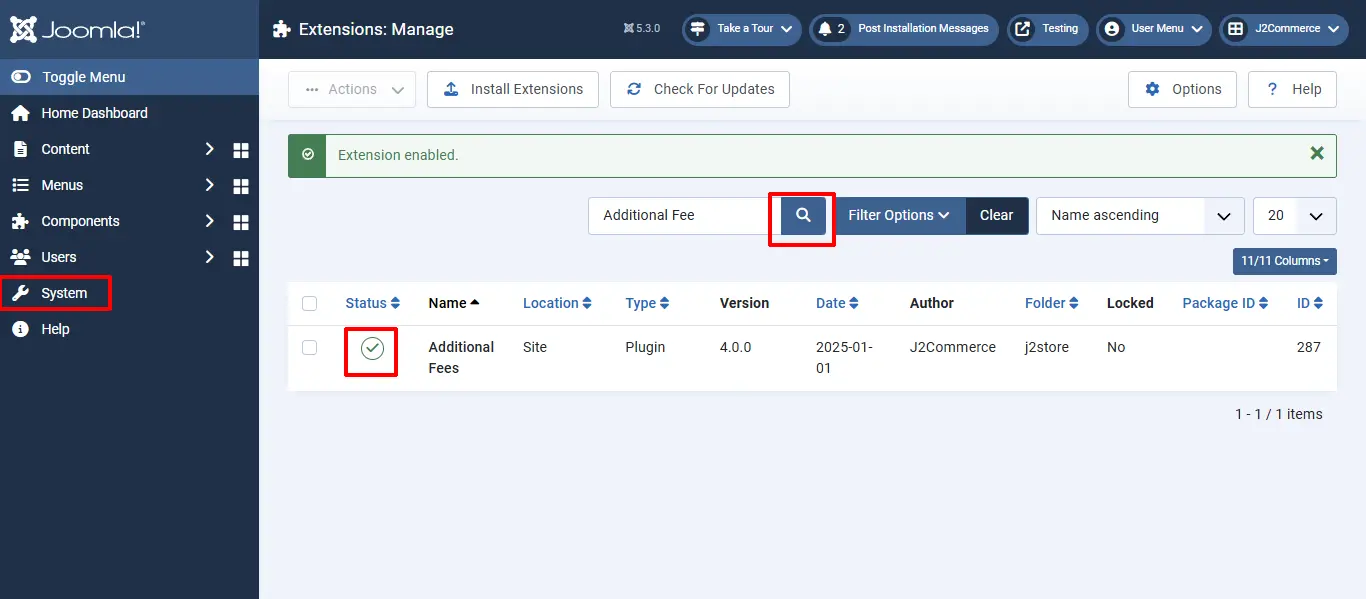 Joomla!
Extensions: Manage
5.3.0
Take a Tour
2 Post Installation Messages
Testing
User Menu
J2Commerce
Toggle Menu
Home Dashboard
Content
Menus
Components
Users
System
Help
Actions
Install Extensions
Check For Updates
Options
? Help
Extension enabled.
Additional Fee
Filter Options
Clear
Name ascending
20
11/11 Columns
Status Name Location Type Version Date Author Folder Locked Package ID ID
Additional Fees Site Plugin 4.0.0 2025-01-01 J2Commerce j2store No 287
1 - 1 / 1 items